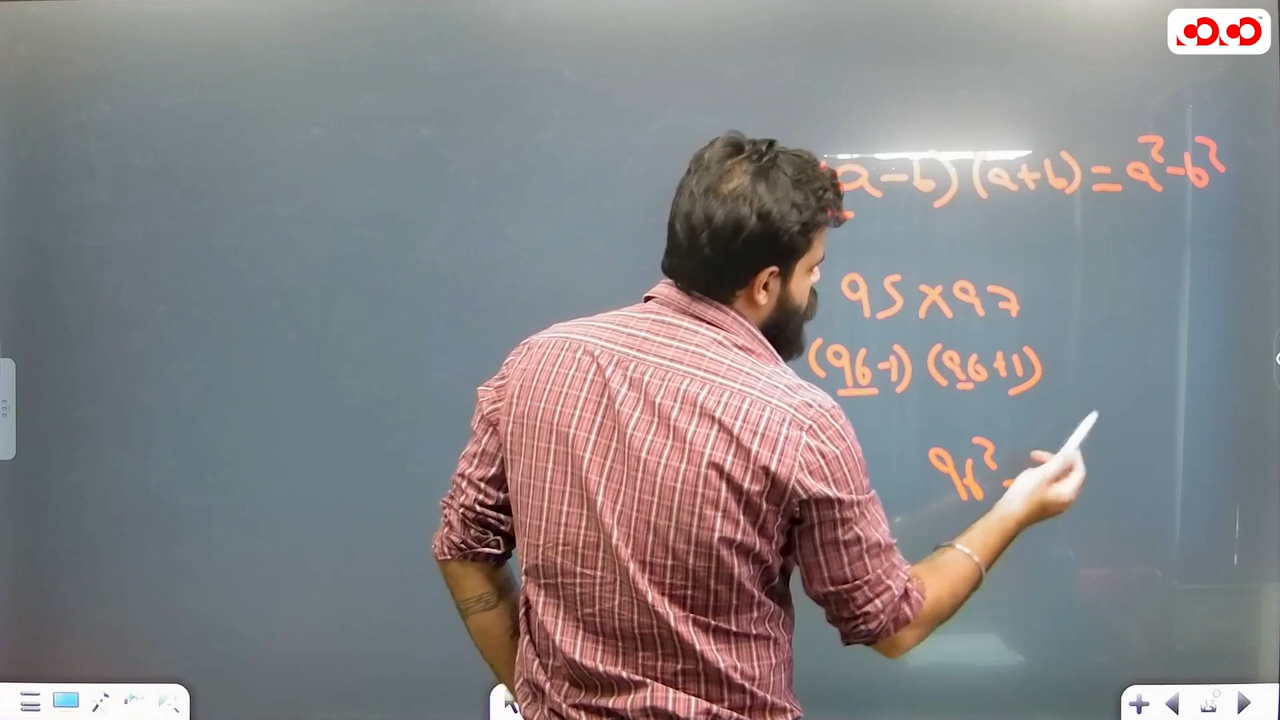 (a-b) (a+b) = a²-b²
95 x 97
(96-1) (96+1)
96² -